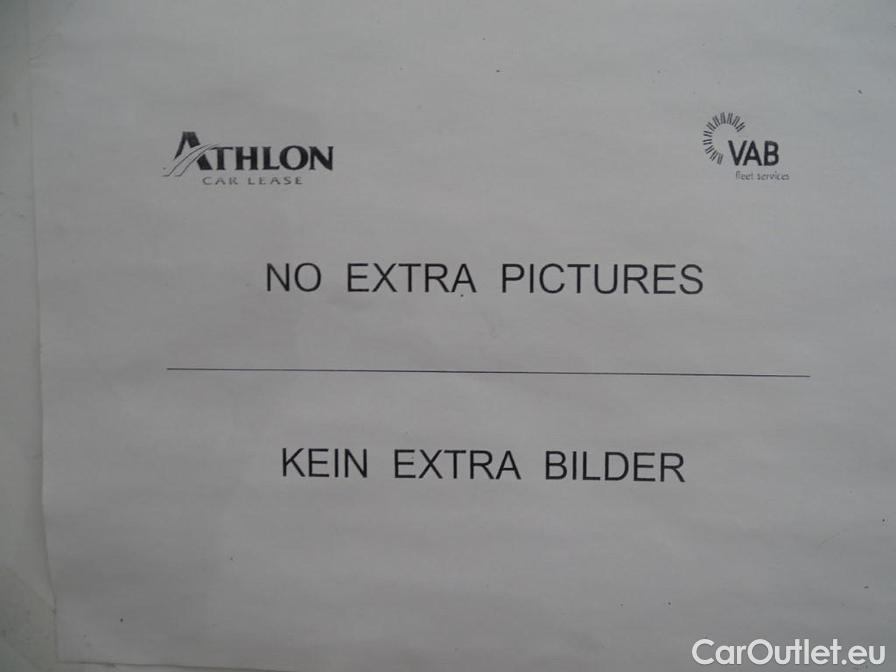 ATHLON
CAR LEASE
VAB
fleet services
NO EXTRA PICTURES
KEIN EXTRA BILDER
CarOutlet.eu